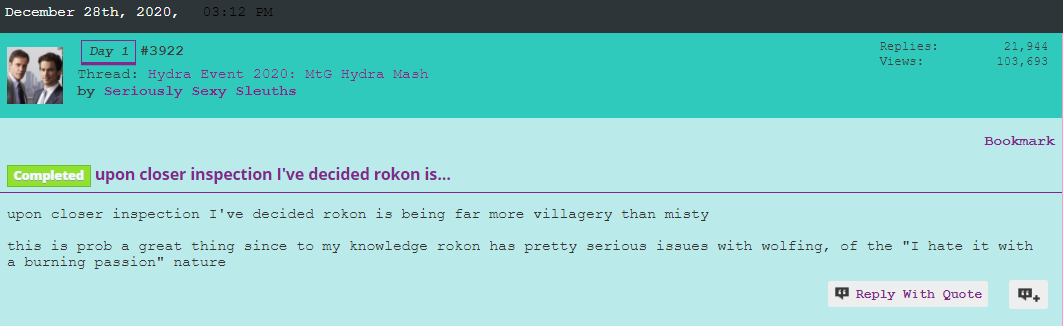 December 28th, 2020, 03:12 PM
Day 1 #3922
Replies: 21,944
Thread: Hydra Event 2020: MtG Hydra Mash
Views: 103,693
by Seriously Sexy Sleuths
Bookmark
Completed upon closer inspection I've decided rokon is...
upon closer inspection I've decided rokon is being far more villagery than misty
this is prob a great thing since to my knowledge rokon has pretty serious issues with wolfing, of the "I hate it with
a burning passion" nature
Reply With Quote